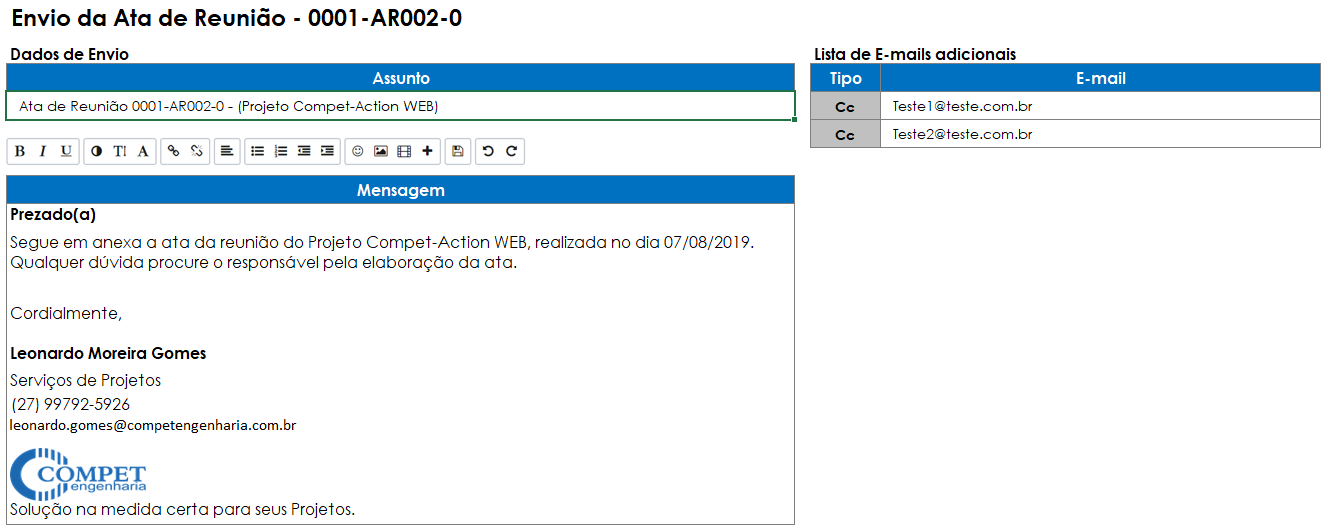 Envio da Ata de Reunião - 0001-AR002-0
Dados de Envio
Assunto
Ata de Reunião 0001-AR002-0 - (Projeto Compet-Action WEB)
Lista de E-mails adicionais
Tipo E-mail
Cc Teste1@teste.com.br
Cc Teste2@teste.com.br
B I U TI A
Mensagem
Prezado(a)
Segue em anexa a ata da reunião do Projeto Compet-Action WEB, realizada no dia 07/08/2019.
Qualquer dúvida procure o responsável pela elaboração da ata.
Cordialmente,
Leonardo Moreira Gomes
Serviços de Projetos
(27) 99792-5926
leonardo.gomes@competengenharia.com.br
COMPET
engenharia
Solução na medida certa para seus Projetos.